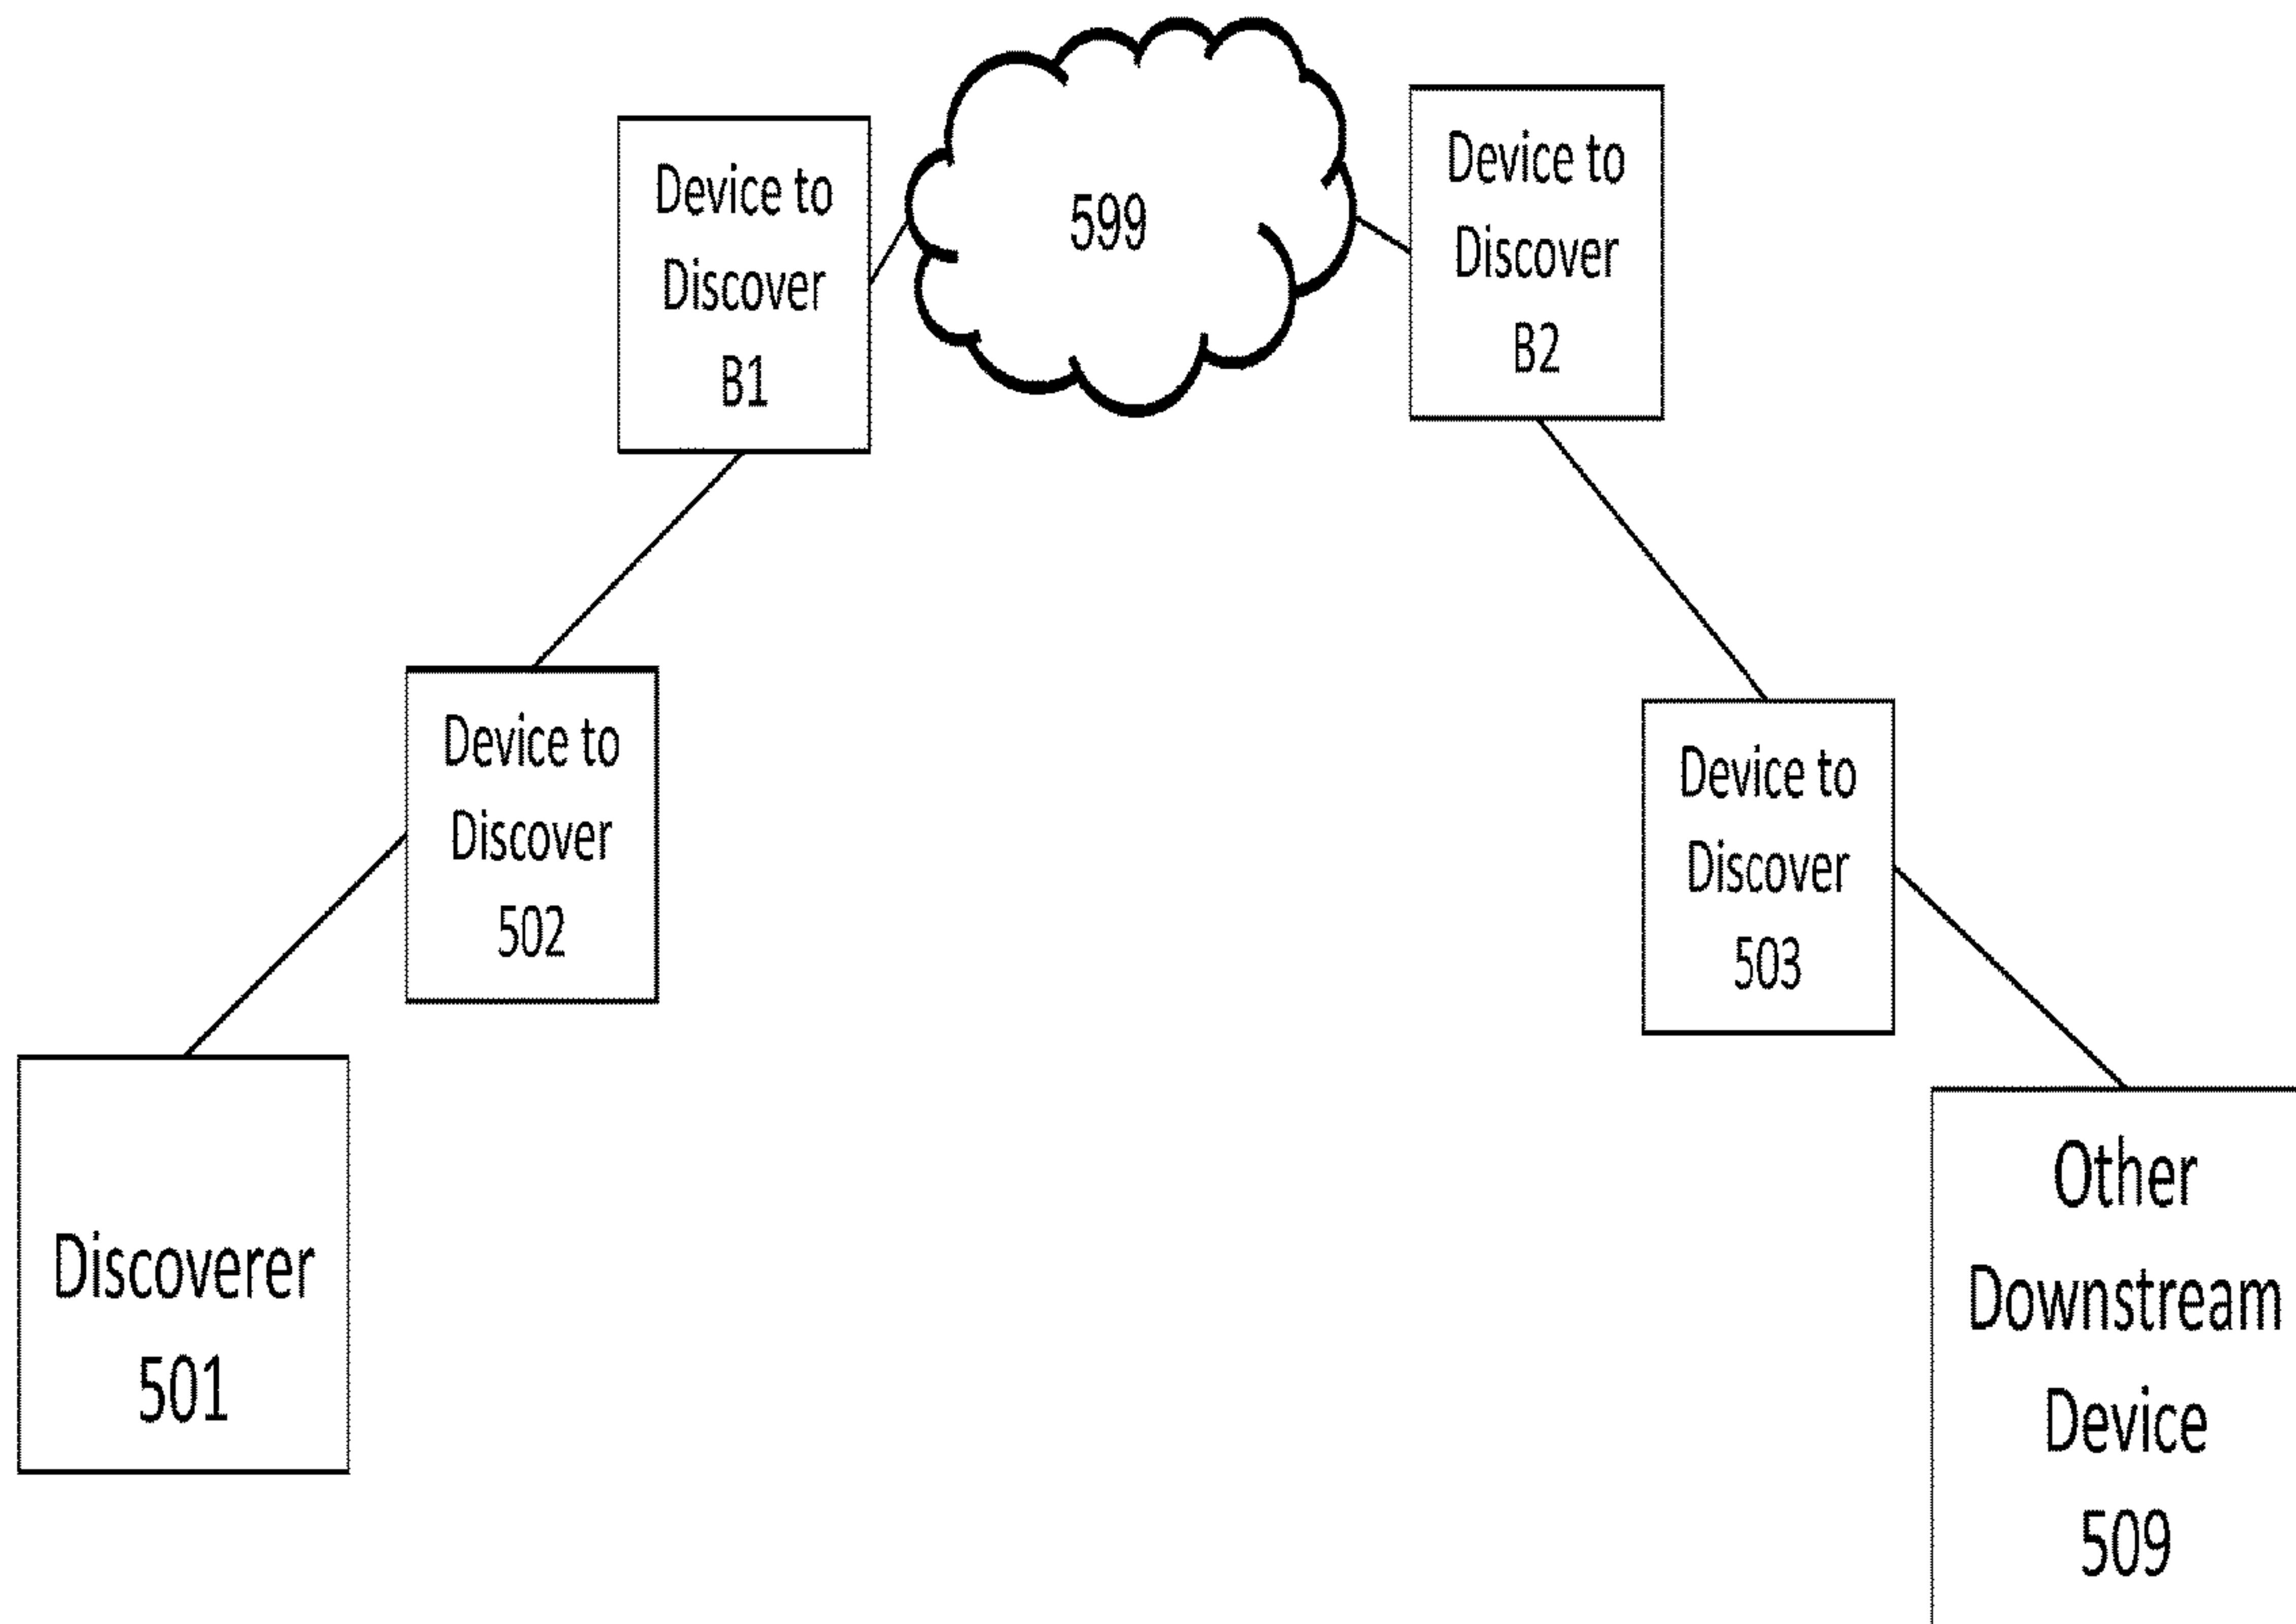 Device to
Discover
B1
599
Device to
Discover
B2
Device to
Discover
502
Device to
Discover
503
Discoverer
501
Other
Downstream
Device
509